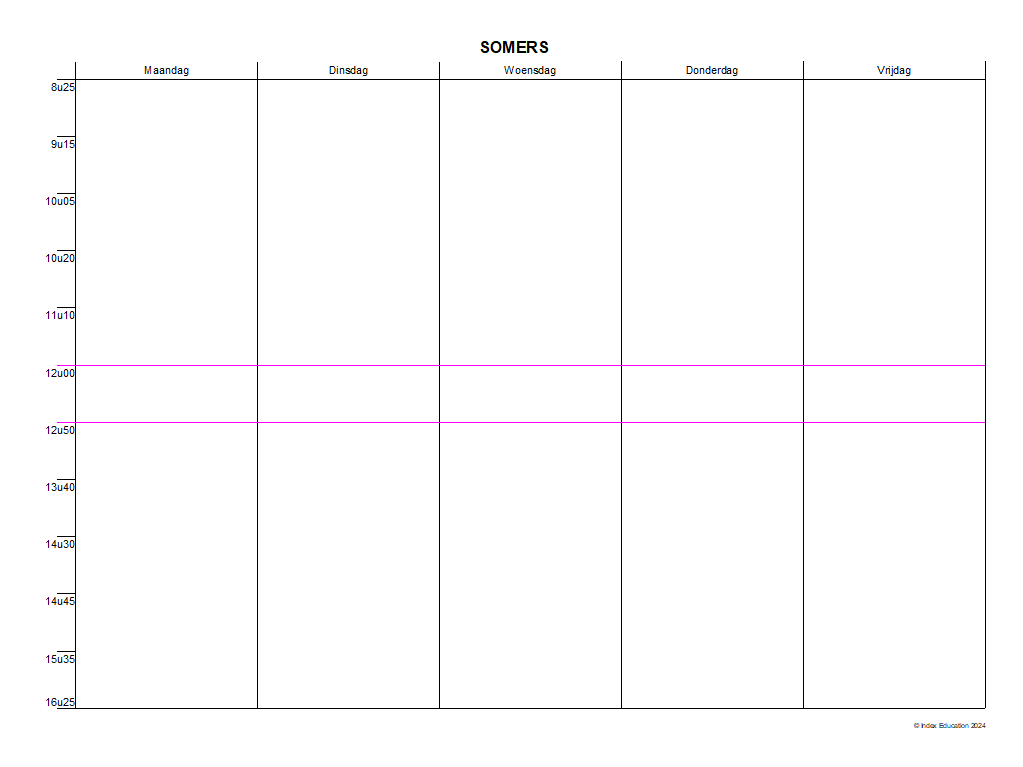 SOMERS
Maandag Dinsdag Woensdag Donderdag Vrijdag
8u25
9u15
10u05
10u20
11u10
12u00
12u50
13u40
14u30
14u45
15u35
16u25
© Index Education 2024